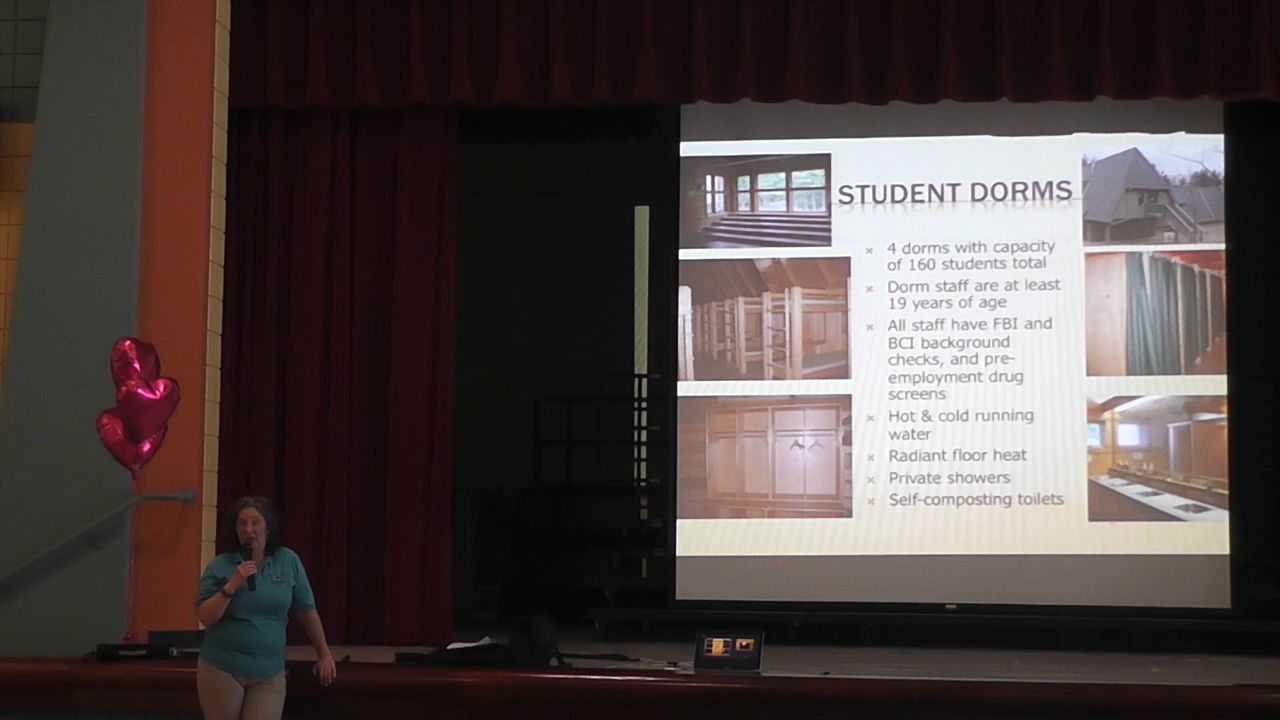 STUDENT DORMS
4 dorms with capacity
of 160 students total
Dorm staff are at least
19 years of age
All staff have FBI and
BCI background
checks, and pre-
employment drug
screens
Hot & cold running
water
Radiant floor heat
Private showers
Self-composting toilets